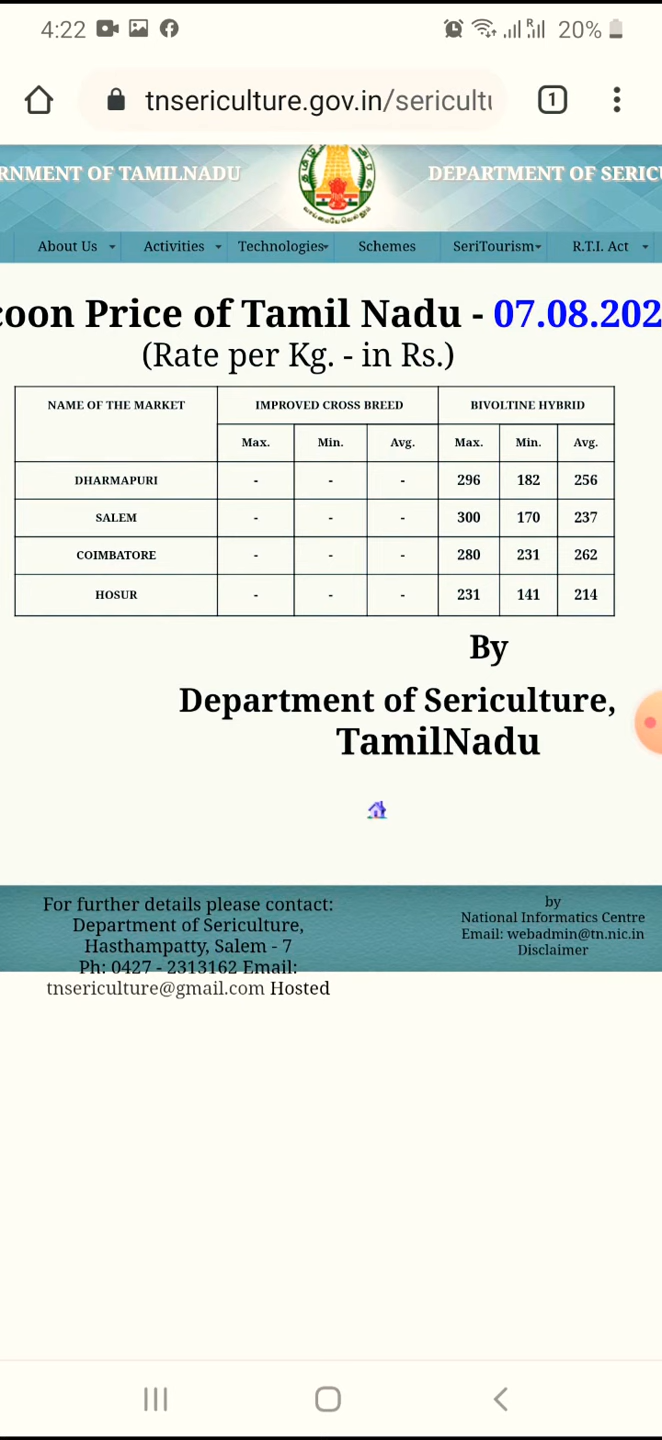 4:22 20%
tnsericulture.gov.in/sericultu 1
RNMENT OF TAMILNADU DEPARTMENT OF SERICU
About Us Activities Technologies Schemes SeriTourism R.T.I. Act
coon Price of Tamil Nadu - 07.08.202
(Rate per Kg. - in Rs.)
NAME OF THE MARKET IMPROVED CROSS BREED BIVOLTINE HYBRID
Max. Min. Avg. Max. Min. Avg.
DHARMAPURI - - - 296 182 256
SALEM - - - 300 170 237
COIMBATORE - - - 280 231 262
HOSUR - - - 231 141 214
By
Department of Sericulture,
TamilNadu
For further details please contact:
Department of Sericulture,
Hasthampatty, Salem - 7
Ph: 0427 - 2313162 Email:
tnsericulture@gmail.com Hosted
by
National Informatics Centre
Email: webadmin@tn.nic.in
Disclaimer